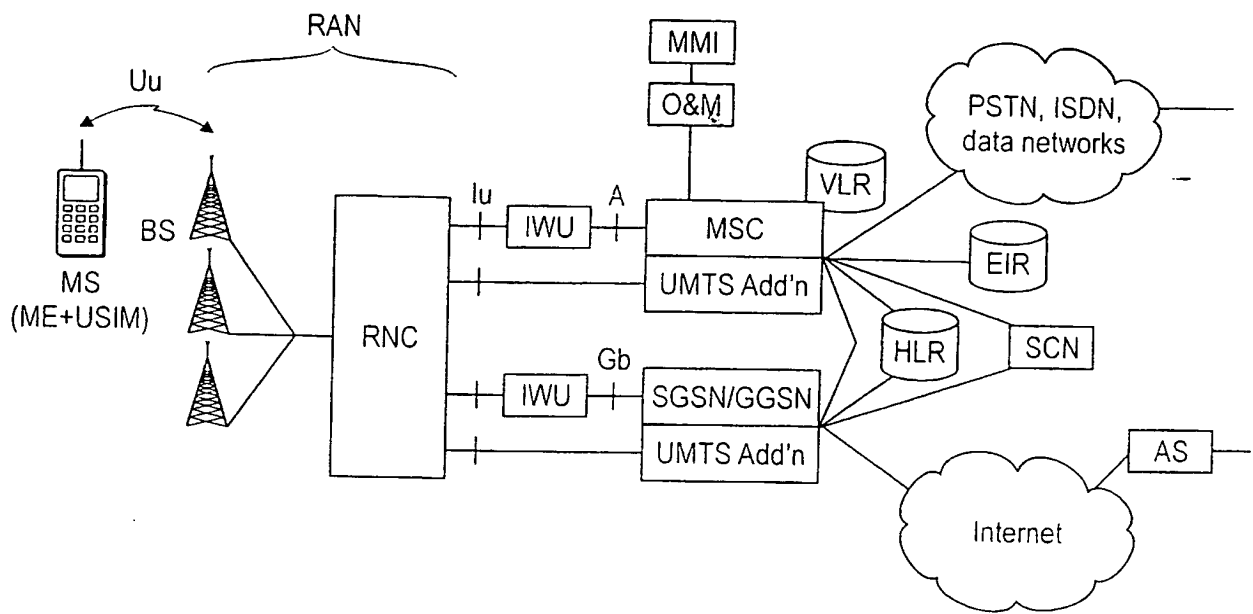 RAN
MMI
Uu
O&M
PSTN, ISDN,
data networks
VLR
Iu
A
IWU
MSC
BS
EIR
MS
(ME+USIM)
UMTS Add'n
RNC
HLR
SCN
Gb
IWU
SGSN/GGSN
UMTS Add'n
AS
Internet